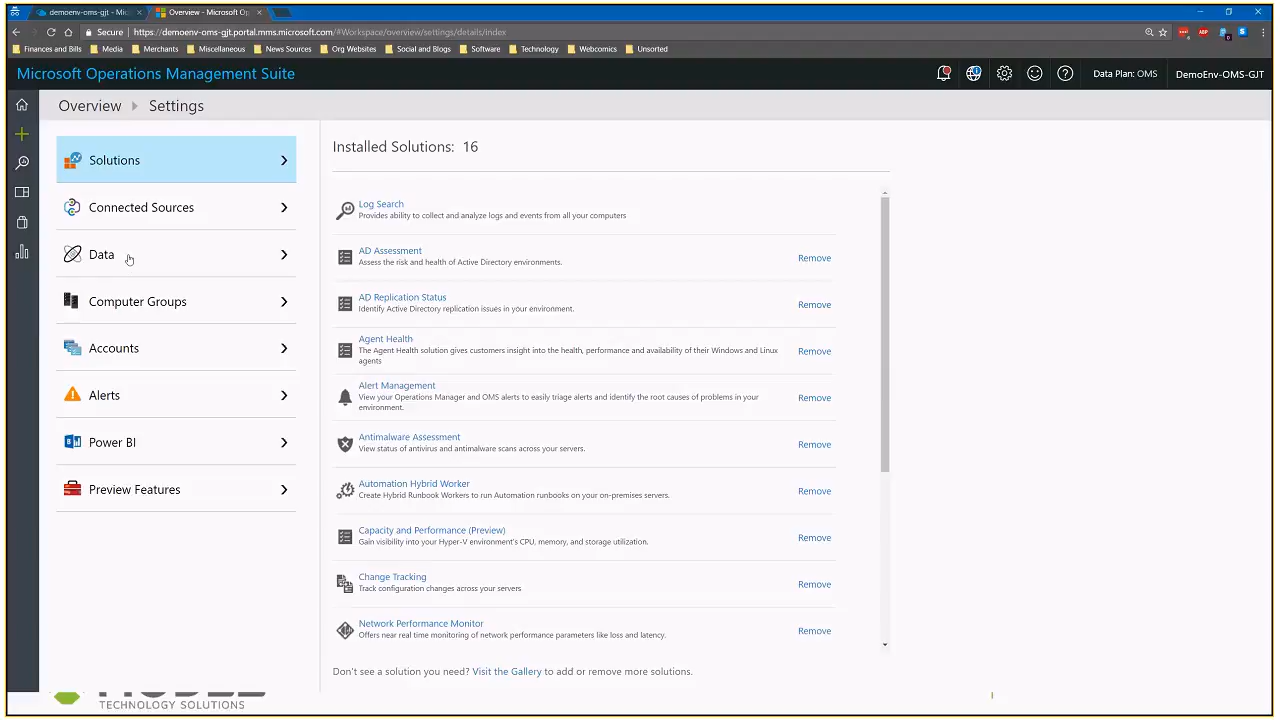 demoenv-oms-gjt - Mic
Overview - Microsoft Op
Secure
https://demoenv-oms-gjt.portal.mms.microsoft.com/#Workspace/overview/settings/details/index
Finances and Bills
Media
Merchants
Miscellaneous
News Sources
Org Websites
Social and Blogs
Software
Technology
Webcomics
Unsorted
Microsoft Operations Management Suite
Data Plan: OMS
DemoEnv-OMS-GJT
Overview
Settings
Solutions
Connected Sources
Data
Computer Groups
Accounts
Alerts
Power BI
Preview Features
Installed Solutions: 16
Log Search
Provides ability to collect and analyze logs and events from all your computers
AD Assessment
Assess the risk and health of Active Directory environments.
Remove
AD Replication Status
Identify Active Directory replication issues in your environment.
Remove
Agent Health
The Agent Health solution gives customers insight into the health, performance and availability of their Windows and Linux
agents
Remove
Alert Management
View your Operations Manager and OMS alerts to easily triage alerts and identify the root causes of problems in your
environment.
Remove
Antimalware Assessment
View status of antivirus and antimalware scans across your servers.
Remove
Automation Hybrid Worker
Create Hybrid Runbook Workers to run Automation runbooks on your on-premises servers.
Remove
Capacity and Performance (Preview)
Gain visibility into your Hyper-V environment's CPU, memory, and storage utilization.
Remove
Change Tracking
Track configuration changes across your servers
Remove
Network Performance Monitor
Offers near real time monitoring of network performance parameters like loss and latency.
Remove
Don't see a solution you need? Visit the Gallery to add or remove more solutions.
TECHNOLOGY SOLUTIONS